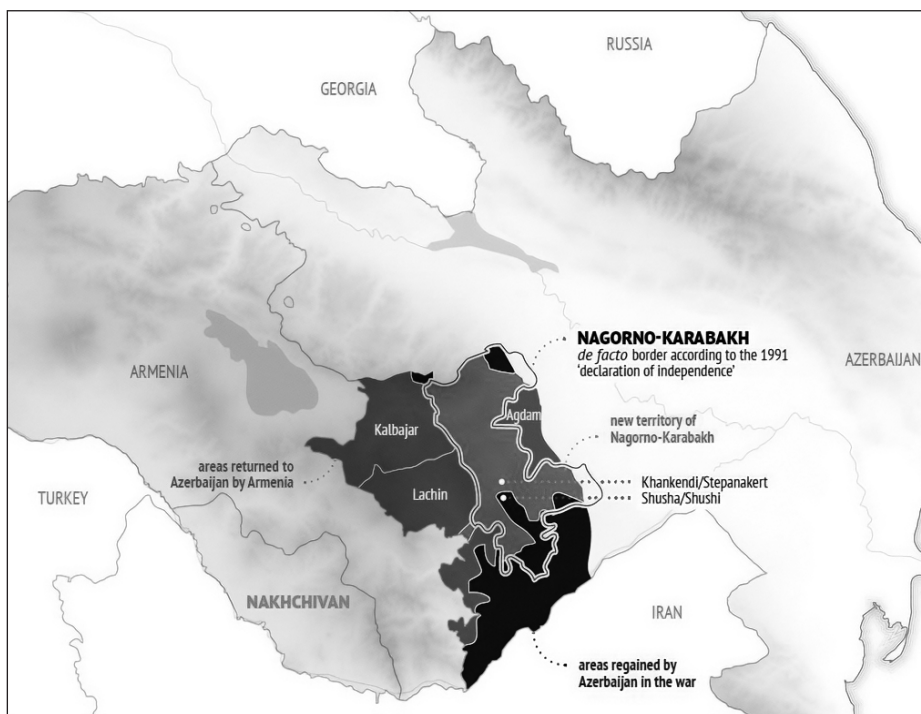 RUSSIA
GEORGIA
NAGORNO-KARABAKH
de facto border according to the 1991
‘declaration of independence’
AZERBAIJAN
ARMENIA
Agdam
Kalbajar
new territory of
Nagorno-Karabakh
areas returned to
Azerbaijan by Armenia
Khankendi/Stepanakert
Lachin
Shusha/Shushi
TURKEY
NAKHCHIVAN
IRAN
areas regained by
Azerbaijan in the war